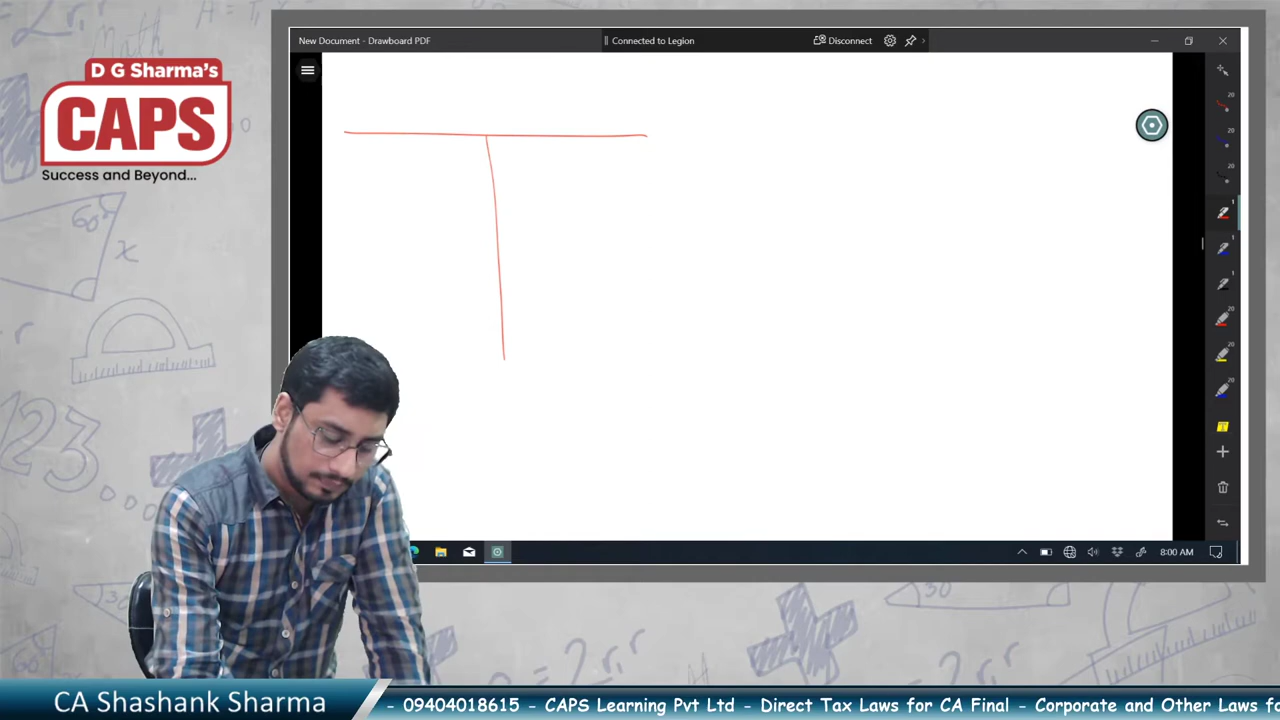 D G Sharma's
CAPS
Success and Beyond...
New Document - Drawboard PDF
Connected to Legion
Disconnect
8:00 AM
CA Shashank Sharma
- 09404018615 - CAPS Learning Pvt Ltd - Direct Tax Laws for CA Final - Corporate and Other Laws fo